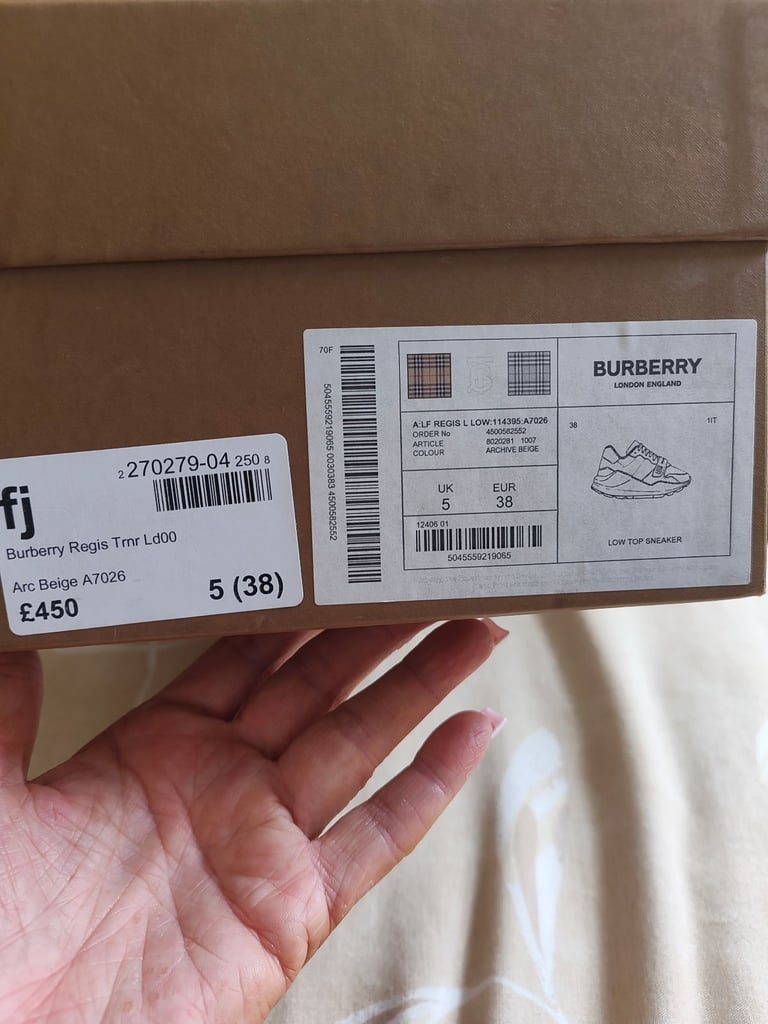 2 270279-04 250 8
fj
Burberry Regis Trnr Ld00
Arc Beige A7026
£450
5 (38)
70F
5045559219065 0030383 4500582552
A:LF REGIS L LOW:114395:A7026
ORDER No 4500582552
ARTICLE 8020281 1007
COLOUR ARCHIVE BEIGE
UK EUR
5 38
12406 01
5045559219065
BURBERRY
LONDON ENGLAND
38 1IT
LOW TOP SNEAKER